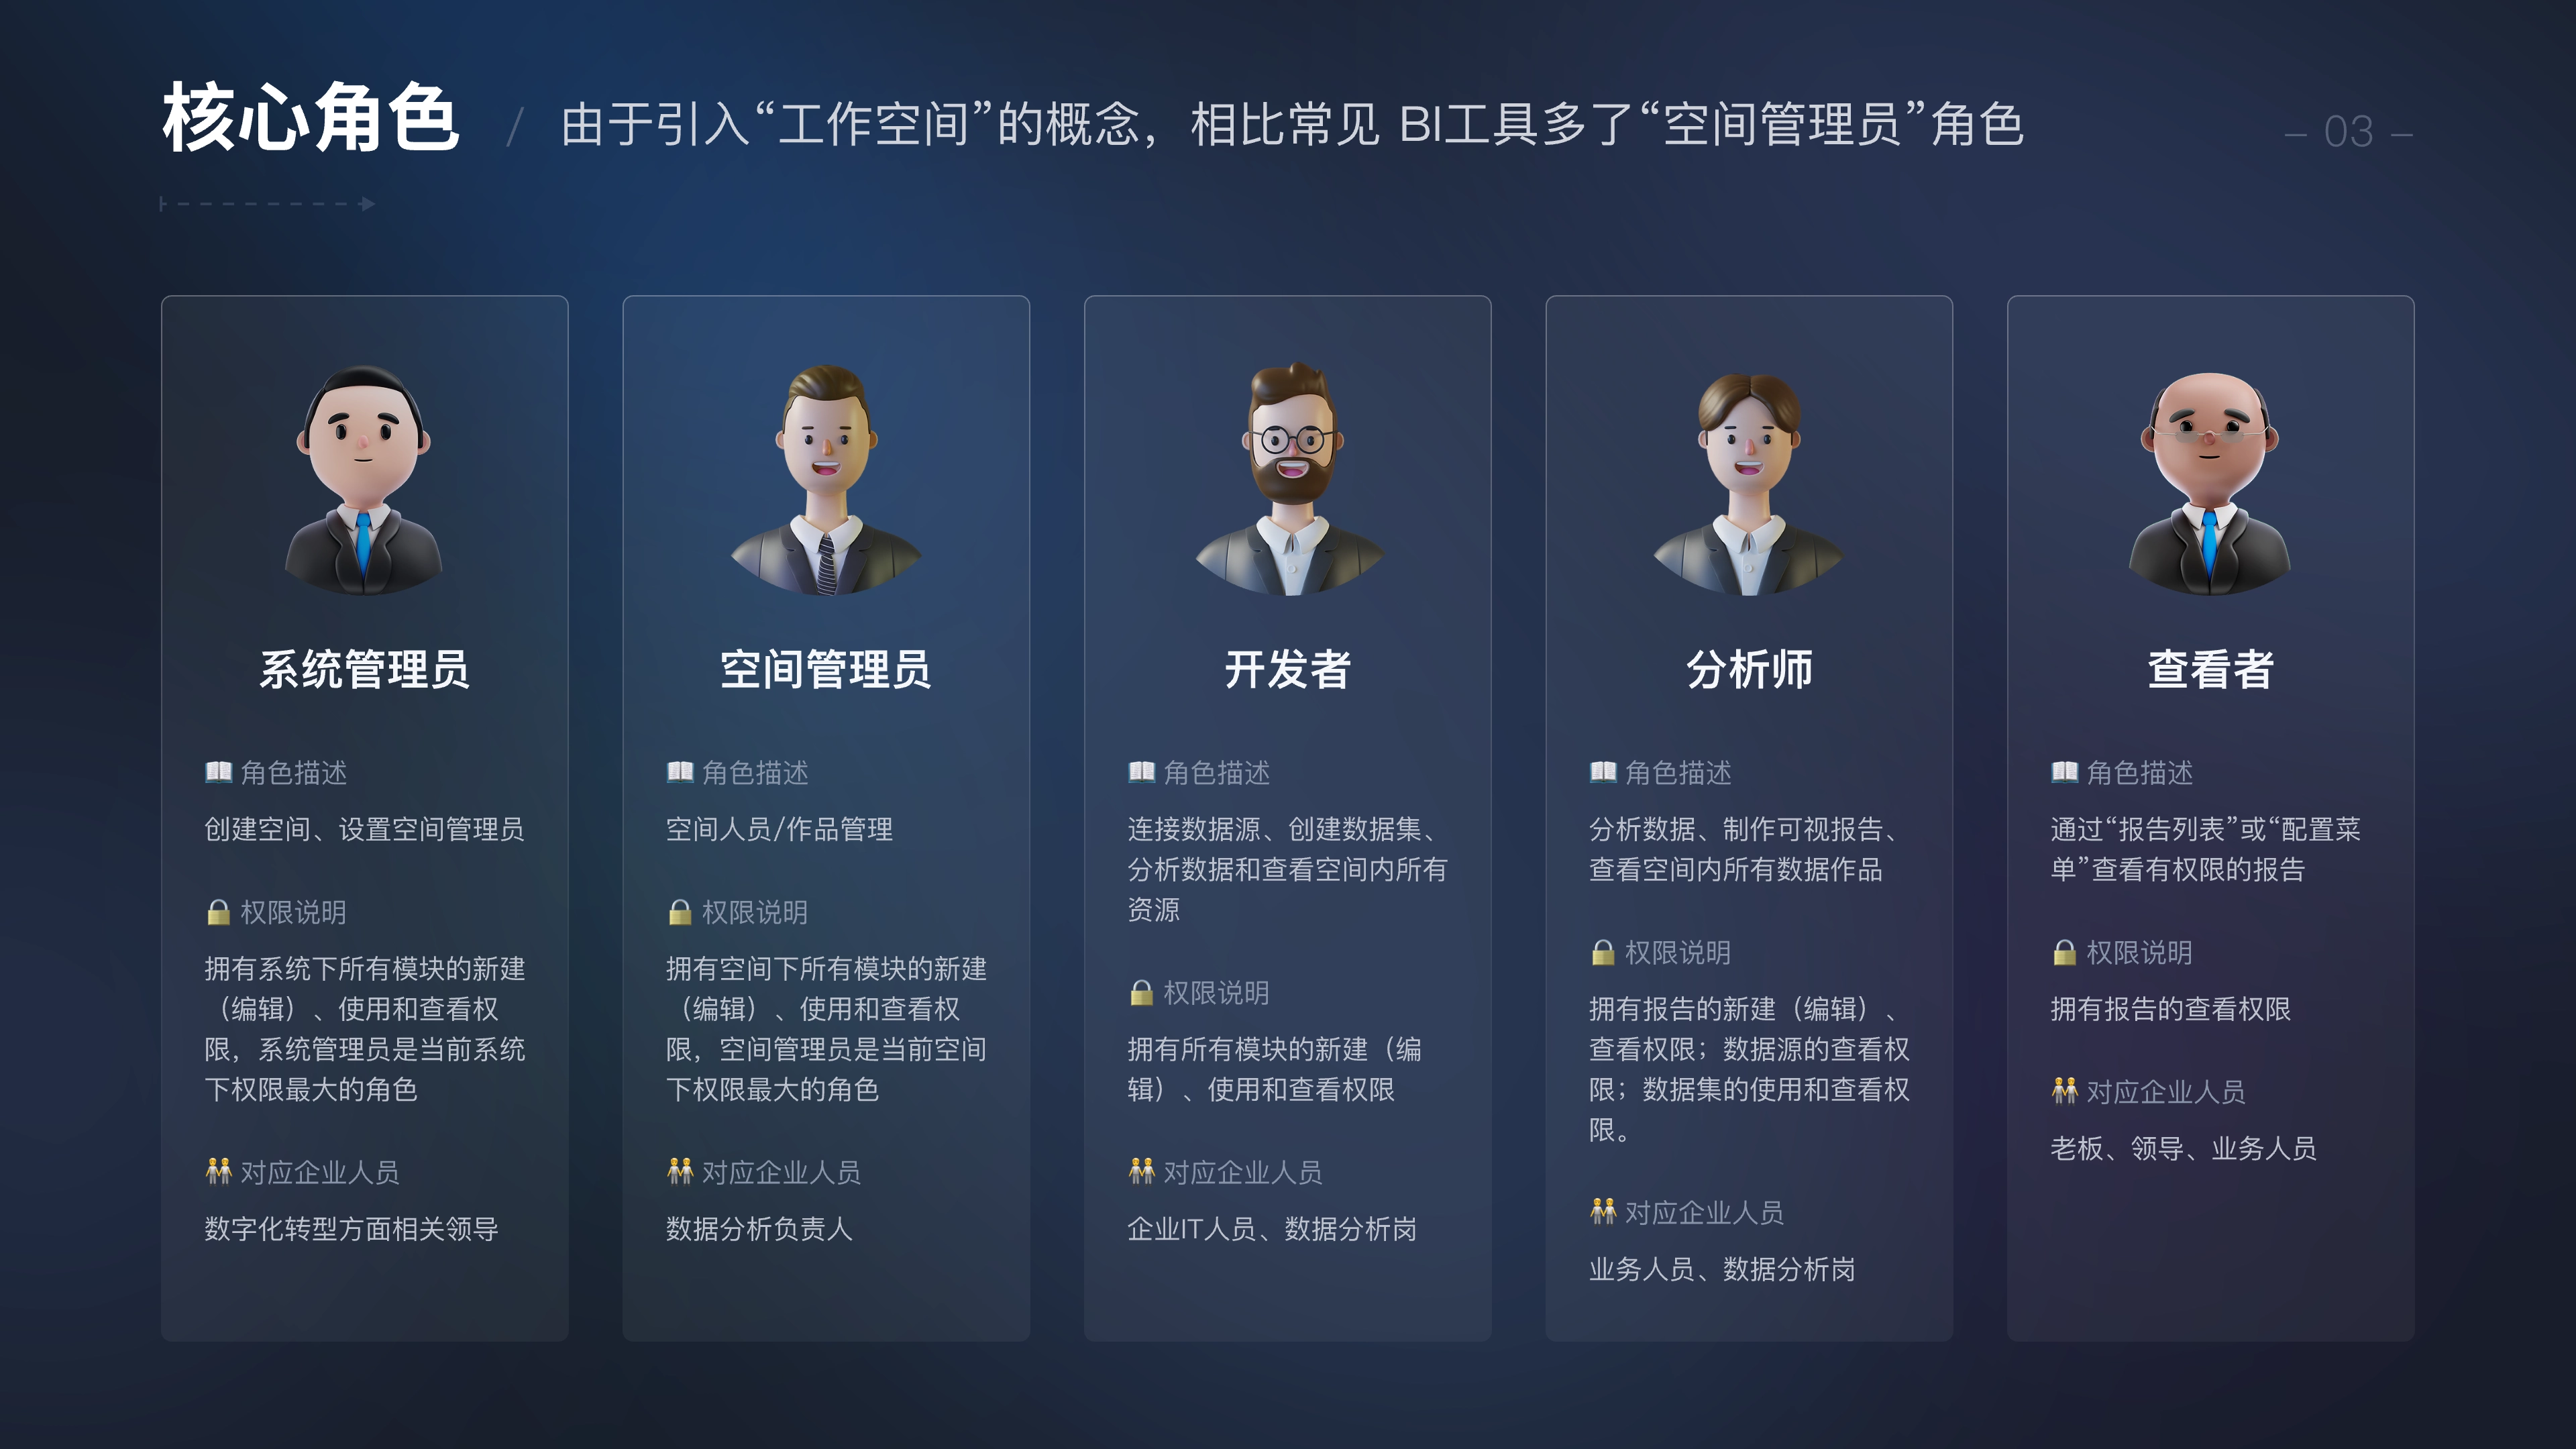 核心角色 / 由于引入“工作空间”的概念，相比常见 BI工具多了“空间管理员”角色
– 03 –
系统管理员
角色描述
创建空间、设置空间管理员
权限说明
拥有系统下所有模块的新建
（编辑）、使用和查看权
限，系统管理员是当前系统
下权限最大的角色
对应企业人员
数字化转型方面相关领导
空间管理员
角色描述
空间人员/作品管理
权限说明
拥有空间下所有模块的新建
（编辑）、使用和查看权
限，空间管理员是当前空间
下权限最大的角色
对应企业人员
数据分析负责人
开发者
角色描述
连接数据源、创建数据集、
分析数据和查看空间内所有
资源
权限说明
拥有所有模块的新建（编
辑）、使用和查看权限
对应企业人员
企业IT人员、数据分析岗
分析师
角色描述
分析数据、制作可视报告、
查看空间内所有数据作品
权限说明
拥有报告的新建（编辑）、
查看权限；数据源的查看权
限；数据集的使用和查看权
限。
对应企业人员
业务人员、数据分析岗
查看者
角色描述
通过“报告列表”或“配置菜
单”查看有权限的报告
权限说明
拥有报告的查看权限
对应企业人员
老板、领导、业务人员